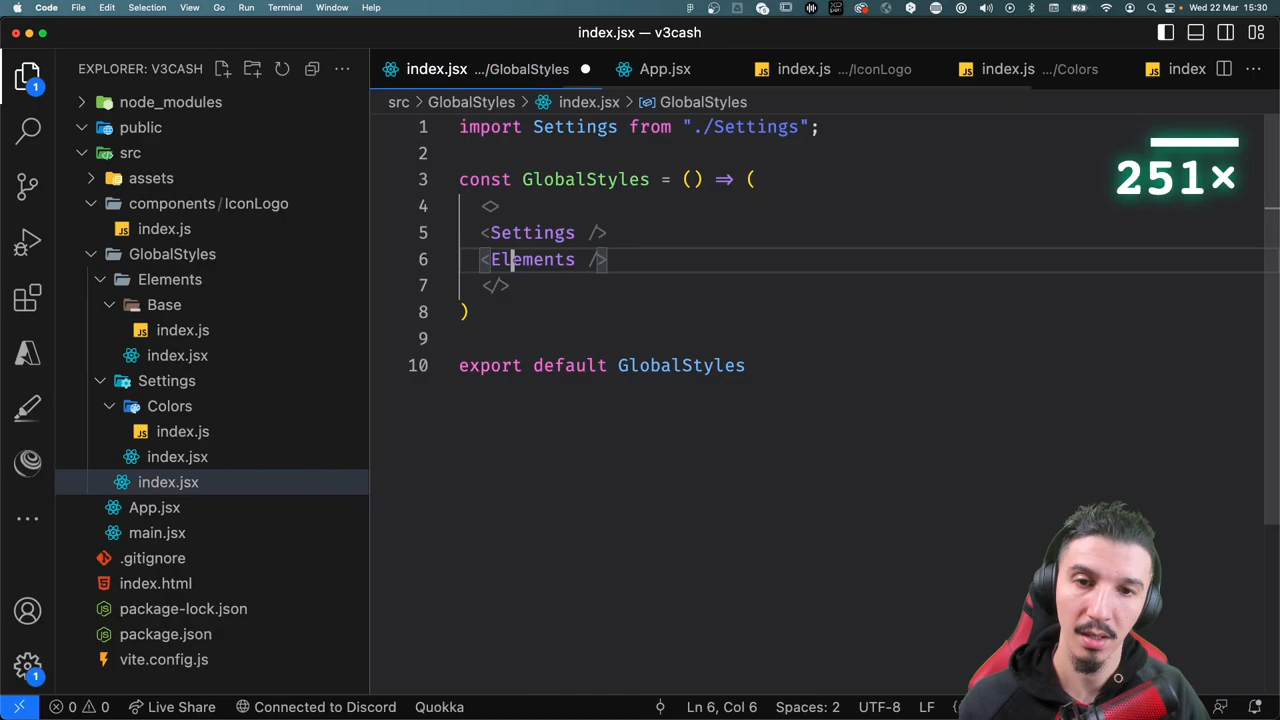 Code File Edit Selection View Go Run Terminal Window Help Wed 22 Mar 15:30
index.jsx — v3cash
EXPLORER: V3CASH
index.jsx .../GlobalStyles App.jsx index.js .../IconLogo index.js .../Colors index
src > GlobalStyles > index.jsx > GlobalStyles
node_modules
public
src
assets
components / IconLogo
index.js
GlobalStyles
Elements
Base
index.js
index.jsx
Settings
Colors
index.js
index.jsx
index.jsx
App.jsx
main.jsx
.gitignore
index.html
package-lock.json
package.json
vite.config.js
1 import Settings from "./Settings";
2
3 const GlobalStyles = () => (
4 <>
5 <Settings />
6 <Elements />
7 </>
8 )
9
10 export default GlobalStyles
251×
1
1
0 0 Live Share Connected to Discord Quokka Ln 6, Col 6 Spaces: 2 UTF-8 LF